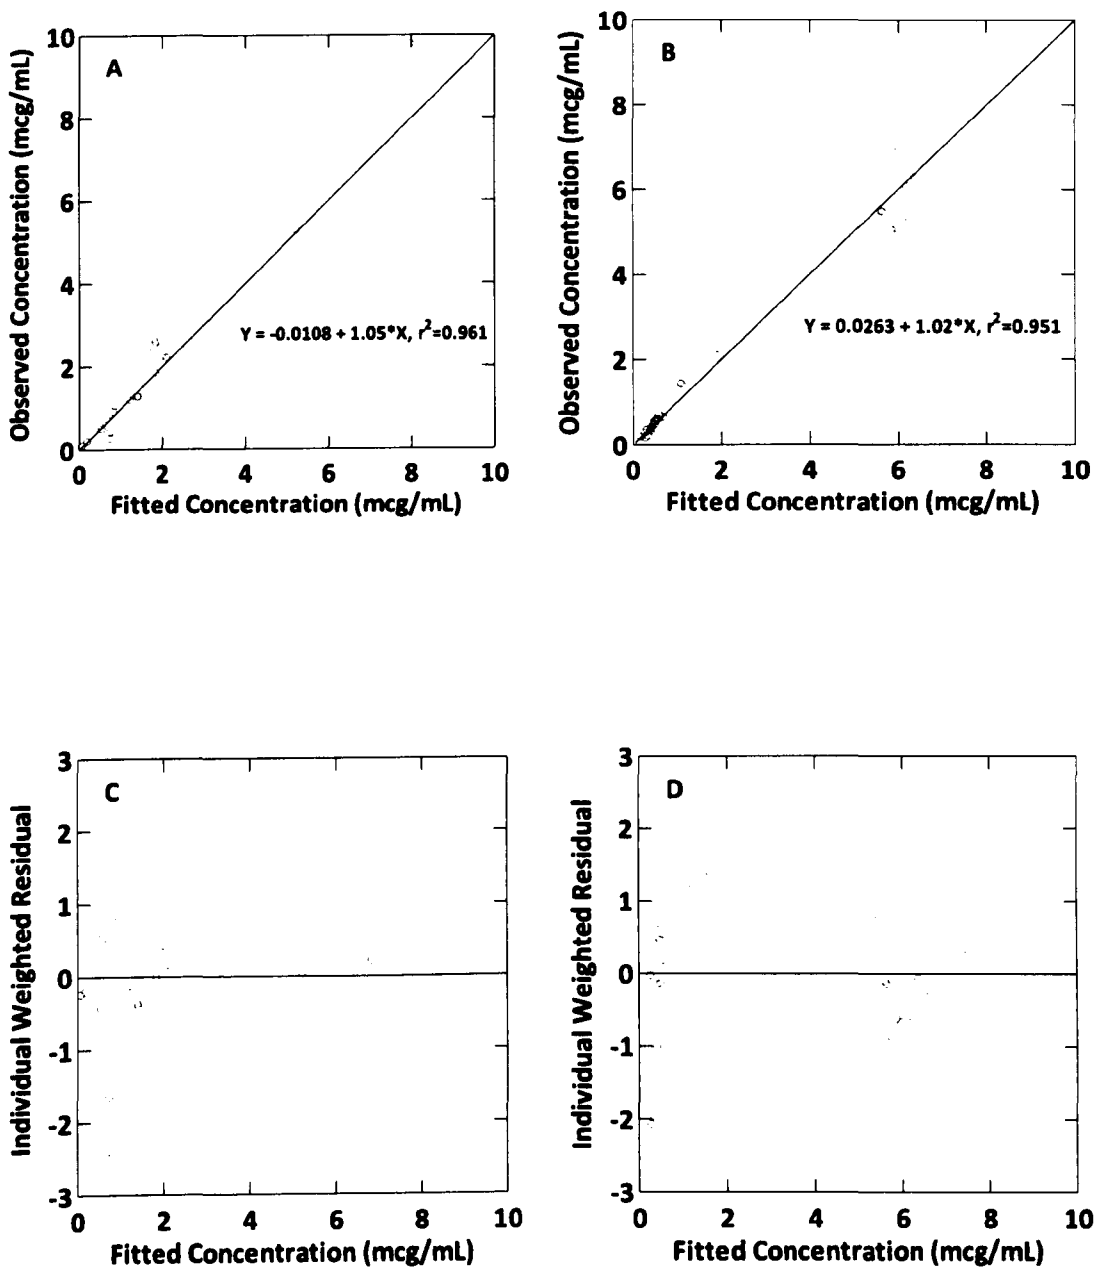 A
Observed Concentration (mcg/mL)
10
8
6
4
2
0
Y = -0.0108 + 1.05*X, r²=0.961
0 2 4 6 8 10
Fitted Concentration (mcg/mL)
B
Observed Concentration (mcg/mL)
10
8
6
4
2
0
Y = 0.0263 + 1.02*X, r²=0.951
0 2 4 6 8 10
Fitted Concentration (mcg/mL)
C
Individual Weighted Residual
3
2
1
0
-1
-2
-3
0 2 4 6 8 10
Fitted Concentration (mcg/mL)
D
Individual Weighted Residual
3
2
1
0
-1
-2
-3
0 2 4 6 8 10
Fitted Concentration (mcg/mL)